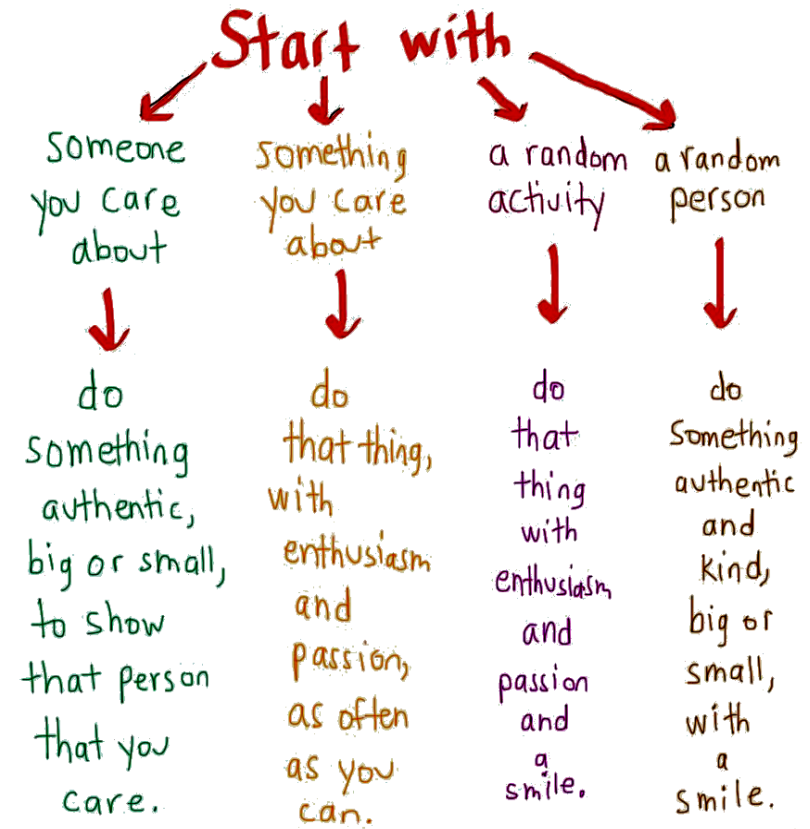 Start with
someone
you care
about
do
something
authentic,
big or small,
to show
that person
that you
care.
something
you care
about
do
that thing,
with
enthusiasm
and
passion,
as often
as you
can.
a random
activity
do
that
thing
with
enthusiasm
and
passion
and
a
smile.
a random
person
do
something
authentic
and
kind,
big or
small,
with
a
smile.